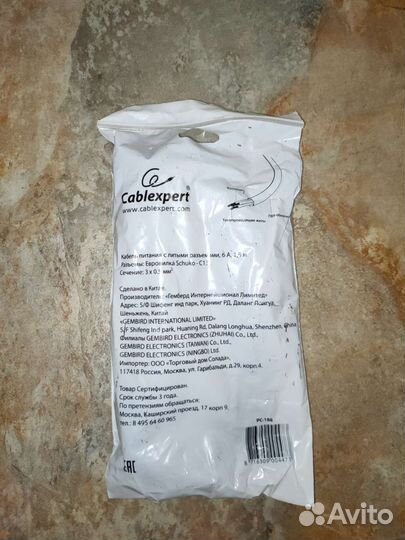 Cablexpert®
www.cablexpert.com
Кабель питания с литыми разъемами, 6 А, 1,8 м
Разъемы: Евровилка Schuko - C13
Сечение: 3 x 0.5 мм²
Сделано в Китае.
Производитель: «Гемберд Интернейшионал Лимитед»
Адрес: 5/Ф Шифенг инд парк, Хуанинг РД, Даланг
Шеньжень, Китай
«GEMBIRD INTERNATIONAL LIMITED»
5/F Shifeng Ind park, Huaning Rd, Dalang Longhua, Shenzhen, China
Филиалы GEMBIRD ELECTRONICS (ZHUHAI) Co., Ltd.,
GEMBIRD ELECTRONICS (TAIWAN) Co., Ltd.,
GEMBIRD ELECTRONICS (NINGBO) Ltd.
Импортер: ООО «Торговый дом Солада».
117418 Россия, Москва, ул. Гарибальди, д.29, корп.4.
Товар Сертифицирован.
Срок службы 3 года.
По претензиям обращаться:
Москва, Каширский проезд, 17 корп 9,
тел.: 8 495 64 60 965
PC-186
EAC
Avito